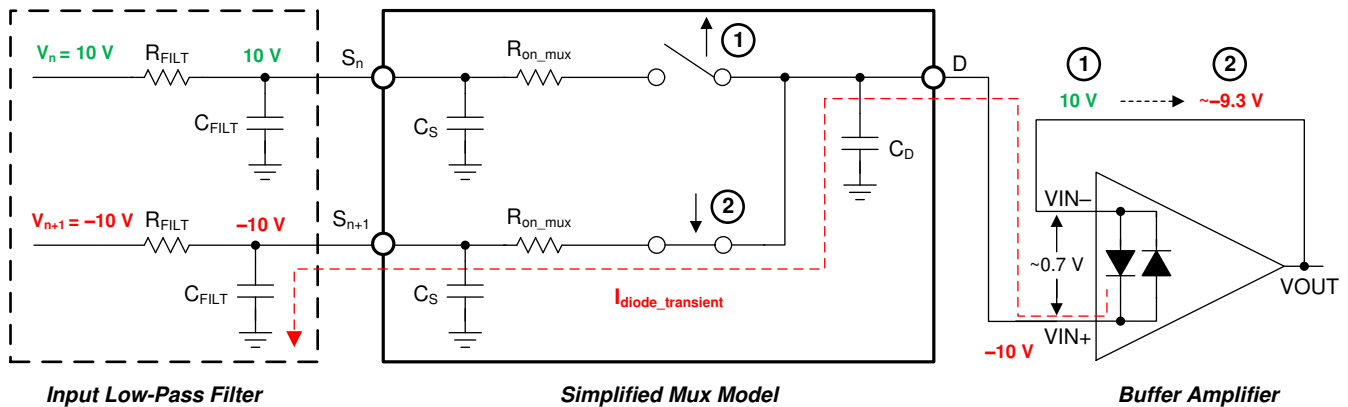 Vn = 10 V
RFILT
10 V
Sn
Ron_mux
1
D
1
2
10 V
~–9.3 V
CFILT
CS
CD
Vn+1 = –10 V
RFILT
–10 V
Sn+1
Ron_mux
2
VIN–
~0.7 V
CFILT
CS
Idiode_transient
VOUT
VIN+
–10 V
Input Low-Pass Filter
Simplified Mux Model
Buffer Amplifier